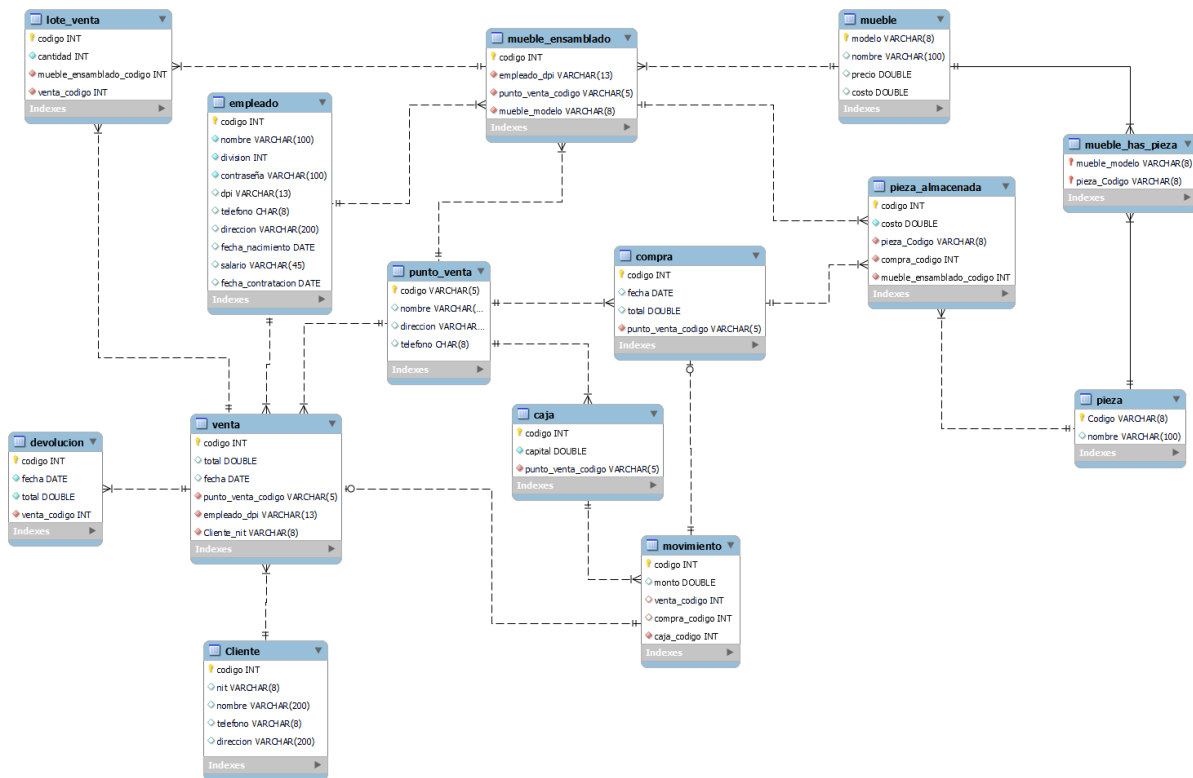 lote_venta
codigo INT
cantidad INT
mueble_ensamblado_codigo INT
venta_codigo INT
Indexes
empleado
codigo INT
nombre VARCHAR(100)
division INT
contraseña VARCHAR(100)
dpi VARCHAR(13)
telefono CHAR(8)
direccion VARCHAR(200)
fecha_nacimiento DATE
salario VARCHAR(45)
fecha_contratacion DATE
Indexes
mueble_ensamblado
codigo INT
empleado_dpi VARCHAR(13)
punto_venta_codigo VARCHAR(5)
mueble_modelo VARCHAR(8)
Indexes
mueble
modelo VARCHAR(8)
nombre VARCHAR(100)
precio DOUBLE
costo DOUBLE
Indexes
mueble_has_pieza
mueble_modelo VARCHAR(8)
pieza_Codigo VARCHAR(8)
Indexes
pieza_almacenada
codigo INT
costo DOUBLE
pieza_Codigo VARCHAR(8)
compra_codigo INT
mueble_ensamblado_codigo INT
Indexes
punto_venta
codigo VARCHAR(5)
nombre VARCHAR(...
direccion VARCHAR...
telefono CHAR(8)
Indexes
compra
codigo INT
fecha DATE
total DOUBLE
punto_venta_codigo VARCHAR(5)
Indexes
pieza
Codigo VARCHAR(8)
nombre VARCHAR(100)
Indexes
caja
codigo INT
capital DOUBLE
punto_venta_codigo VARCHAR(5)
Indexes
venta
codigo INT
total DOUBLE
fecha DATE
punto_venta_codigo VARCHAR(5)
empleado_dpi VARCHAR(13)
Cliente_nit VARCHAR(8)
Indexes
devolucion
codigo INT
fecha DATE
total DOUBLE
venta_codigo INT
Indexes
movimiento
codigo INT
monto DOUBLE
venta_codigo INT
compra_codigo INT
caja_codigo INT
Indexes
Cliente
codigo INT
nit VARCHAR(8)
nombre VARCHAR(200)
telefono VARCHAR(8)
direccion VARCHAR(200)
Indexes